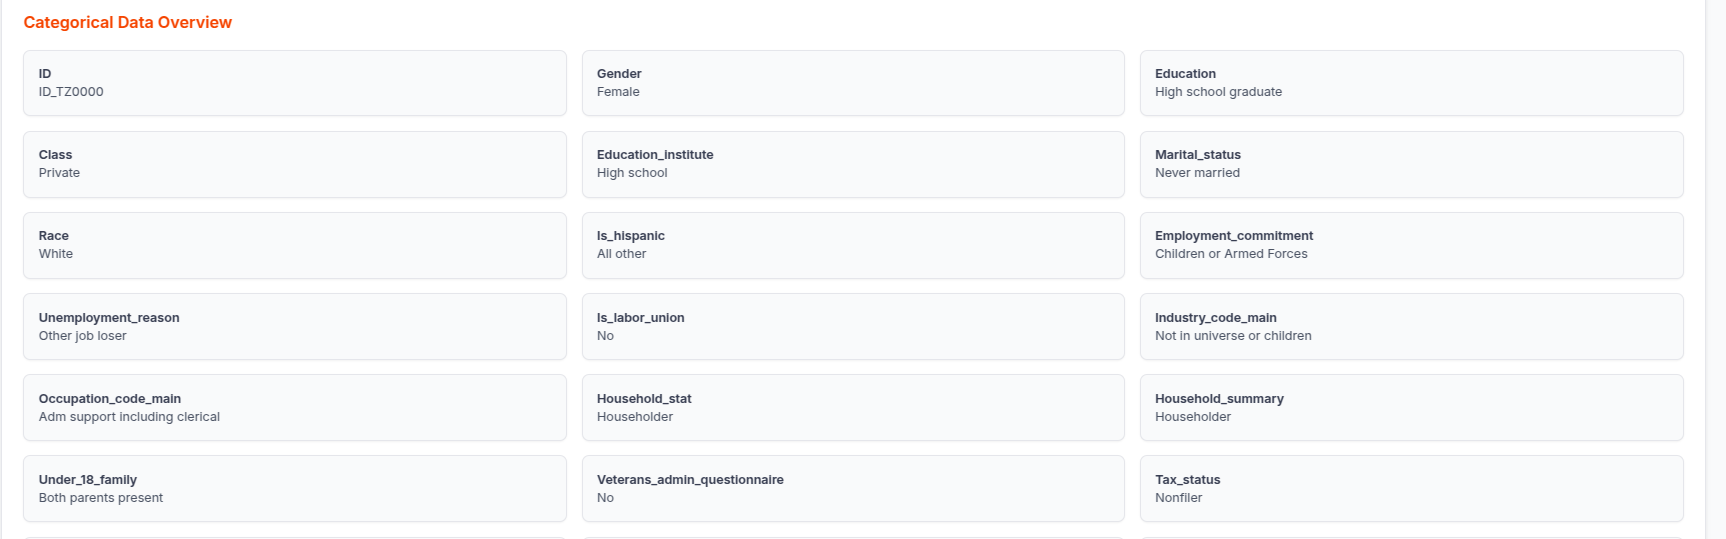 Categorical Data Overview
ID
ID_TZ0000
Gender
Female
Education
High school graduate
Class
Private
Education_institute
High school
Marital_status
Never married
Race
White
Is_hispanic
All other
Employment_commitment
Children or Armed Forces
Unemployment_reason
Other job loser
Is_labor_union
No
Industry_code_main
Not in universe or children
Occupation_code_main
Adm support including clerical
Household_stat
Householder
Household_summary
Householder
Under_18_family
Both parents present
Veterans_admin_questionnaire
No
Tax_status
Nonfiler